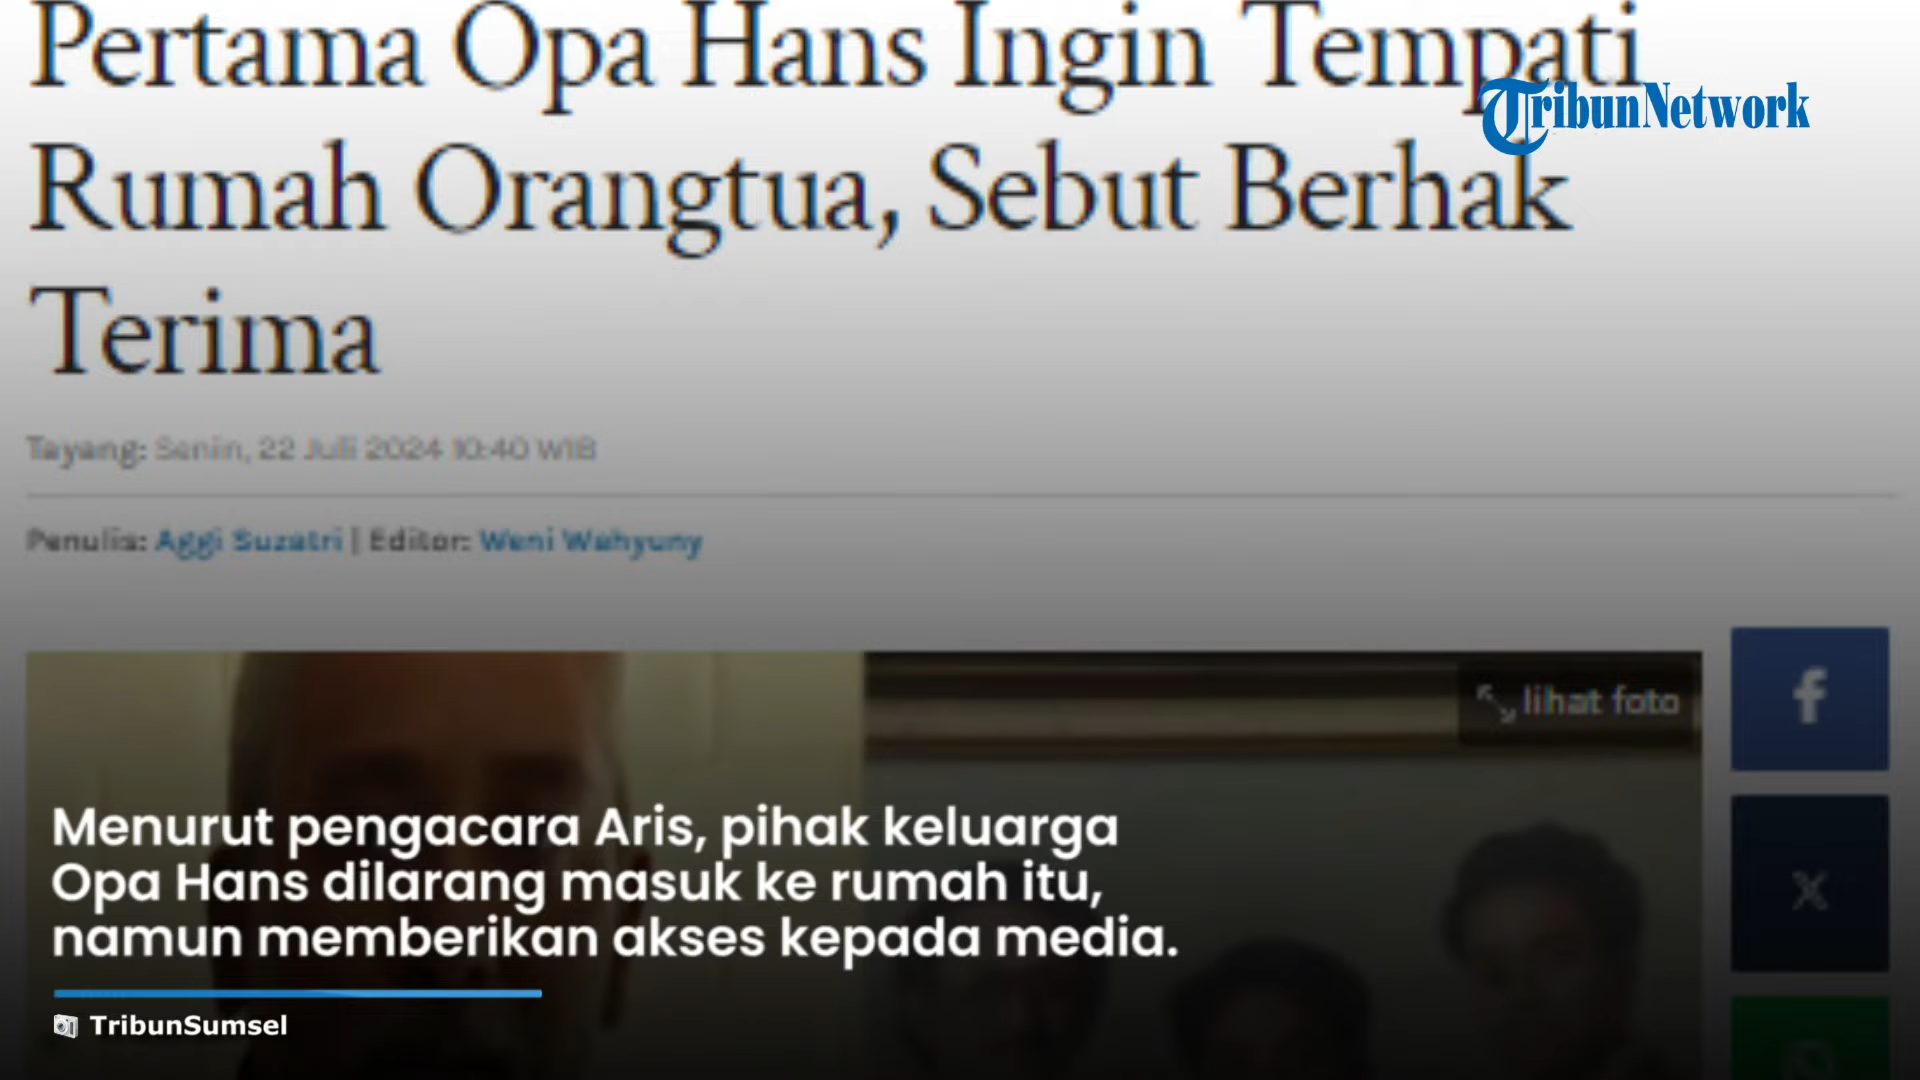 Pertama Opa Hans Ingin Tempati
TribunNetwork
Rumah Orangtua, Sebut Berhak
Terima
Tayang: Senin, 22 Juli 2024 10:40 WIB
Penulis: Aggi Suzatri | Editor: Weni Wahyuny
lihat foto
Menurut pengacara Aris, pihak keluarga
Opa Hans dilarang masuk ke rumah itu,
namun memberikan akses kepada media.
TribunSumsel